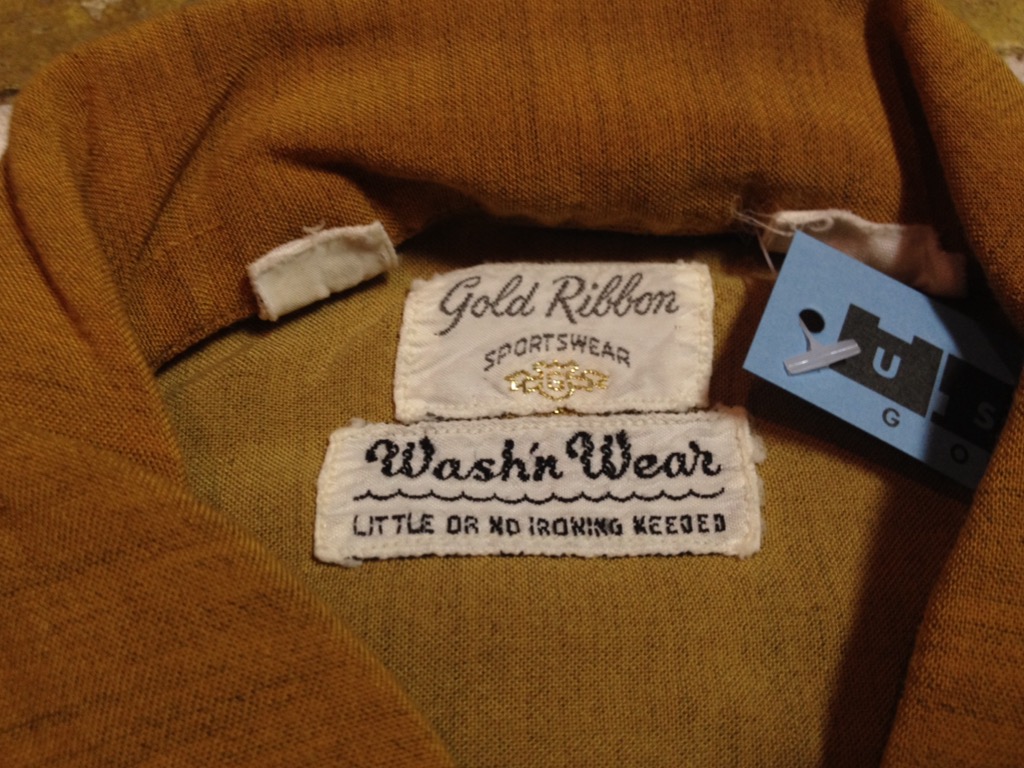 Gold Ribbon
SPORTSWEAR
Wash'n Wear
LITTLE OR NO IRONING NEEDED
U S
G O